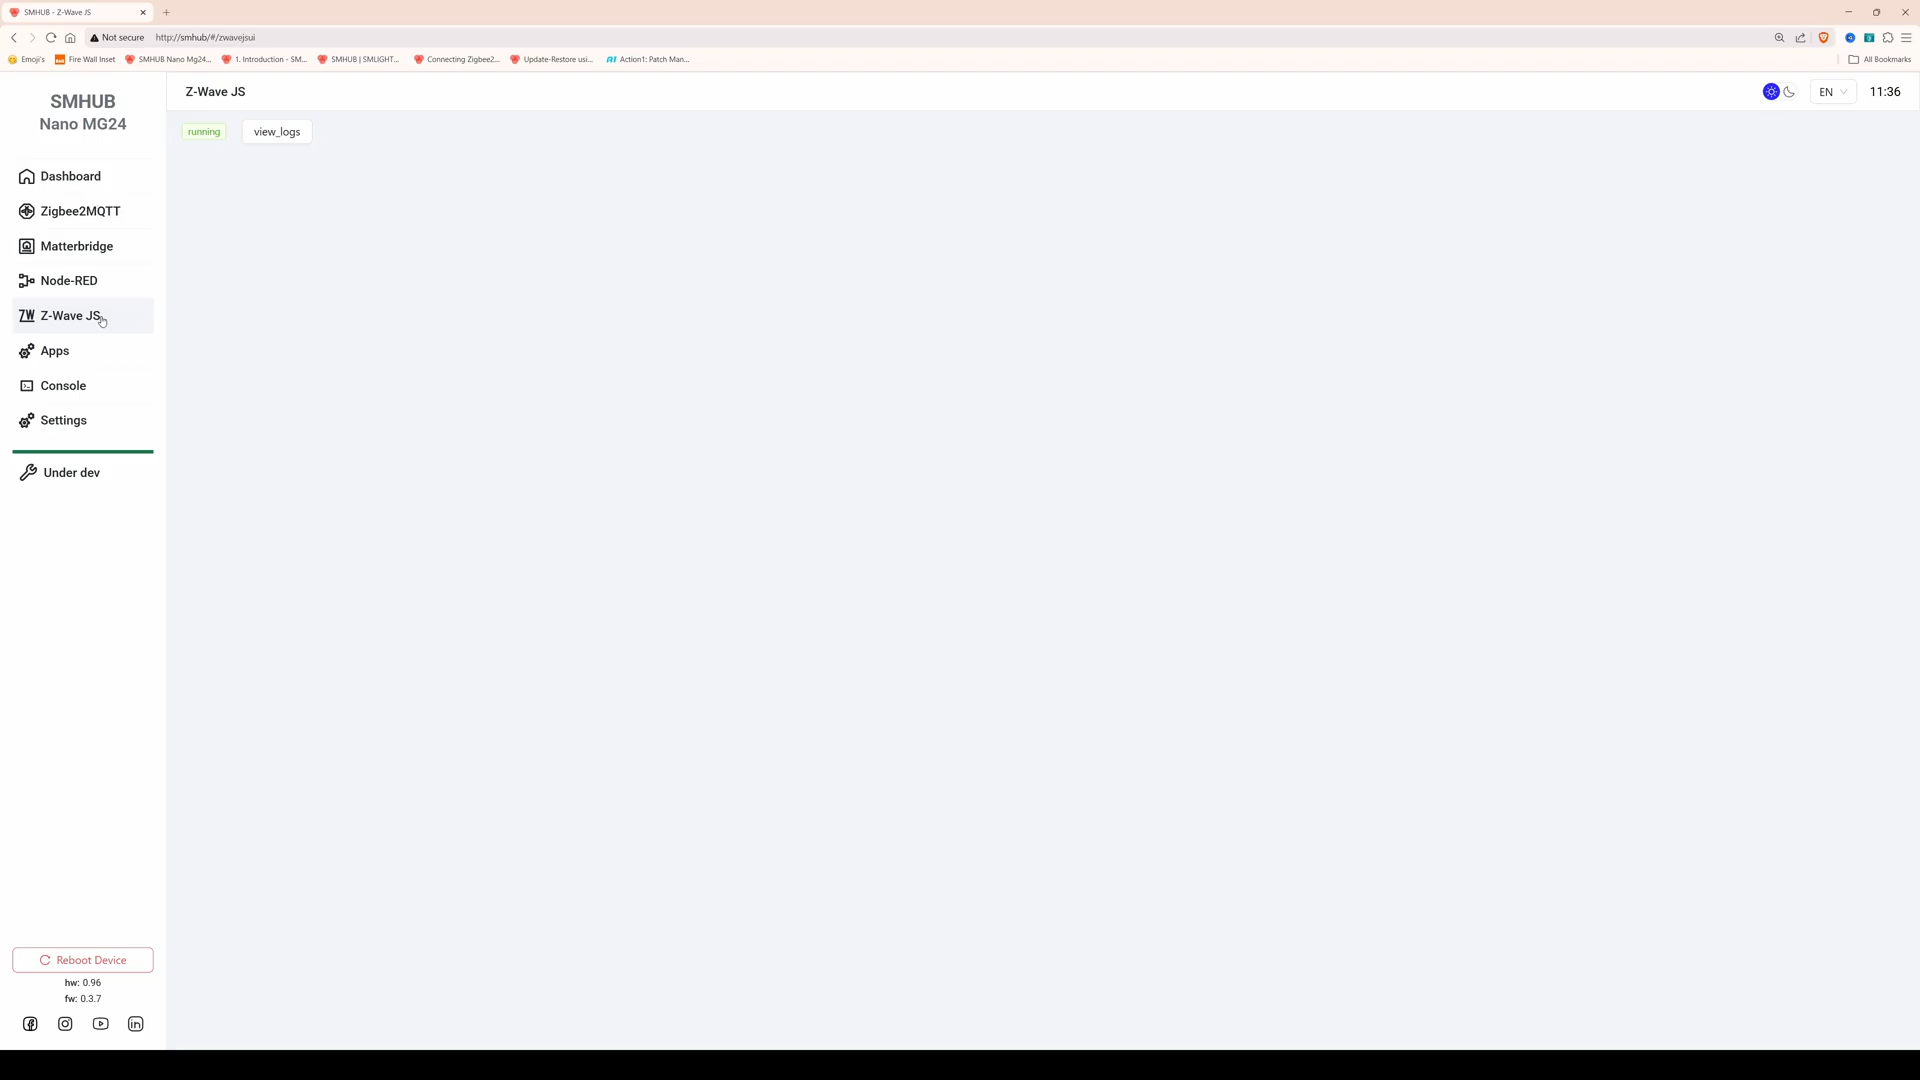 SMHUB - Z-Wave JS
Not secure http://smhub/#/zwavejsui
Emoji's Fire Wall Inset SMHUB Nano Mg24... 1. Introduction - SM... SMHUB | SMLIGHT... Connecting Zigbee2... Update-Restore usi... Action1: Patch Man... All Bookmarks
SMHUB
Nano MG24
Z-Wave JS
EN
11:36
running
view_logs
Dashboard
Zigbee2MQTT
Matterbridge
Node-RED
Z-Wave JS
Apps
Console
Settings
Under dev
Reboot Device
hw: 0.96
fw: 0.3.7